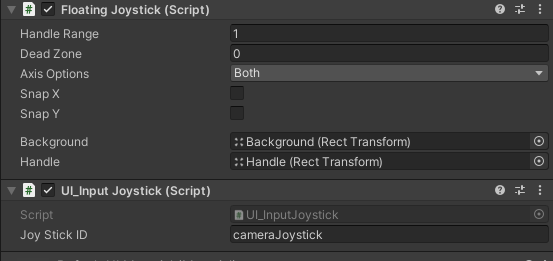 Floating Joystick (Script)
Handle Range 1
Dead Zone 0
Axis Options Both
Snap X
Snap Y
Background Background (Rect Transform)
Handle Handle (Rect Transform)
UI_Input Joystick (Script)
Script UI_InputJoystick
Joy Stick ID cameraJoystick